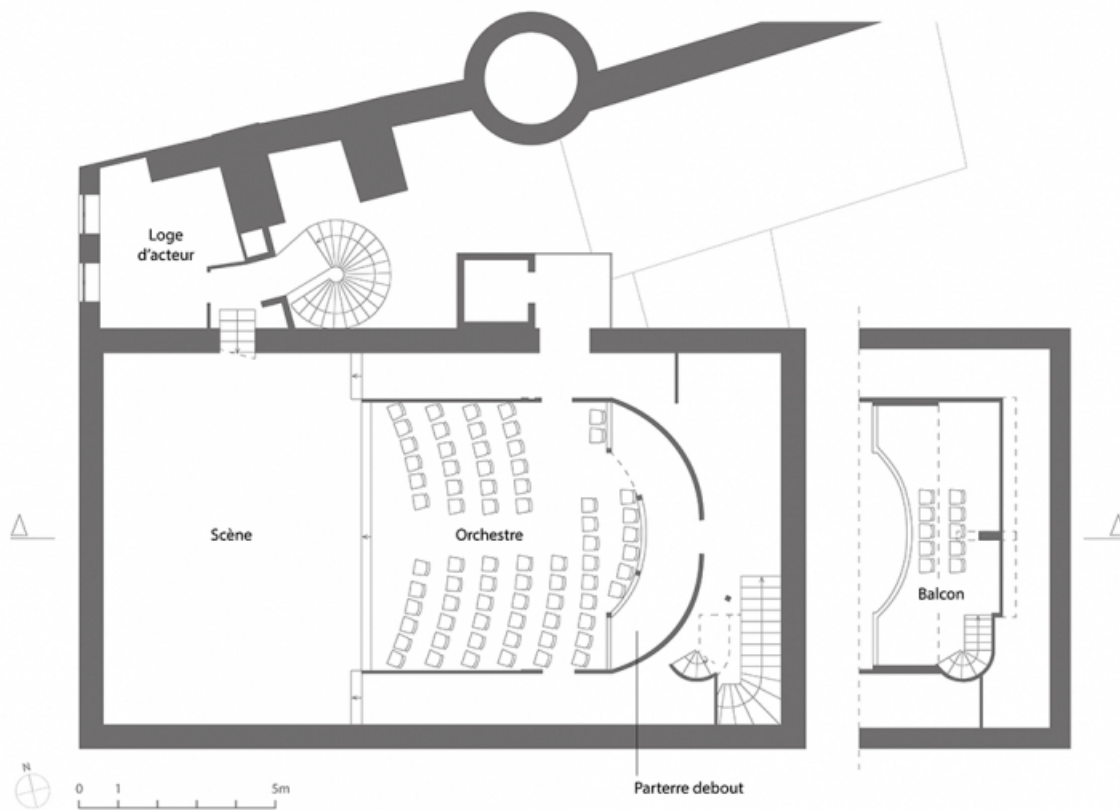 Loge
d'acteur
Scène
Orchestre
Balcon
Parterre debout
N
0 1 5m